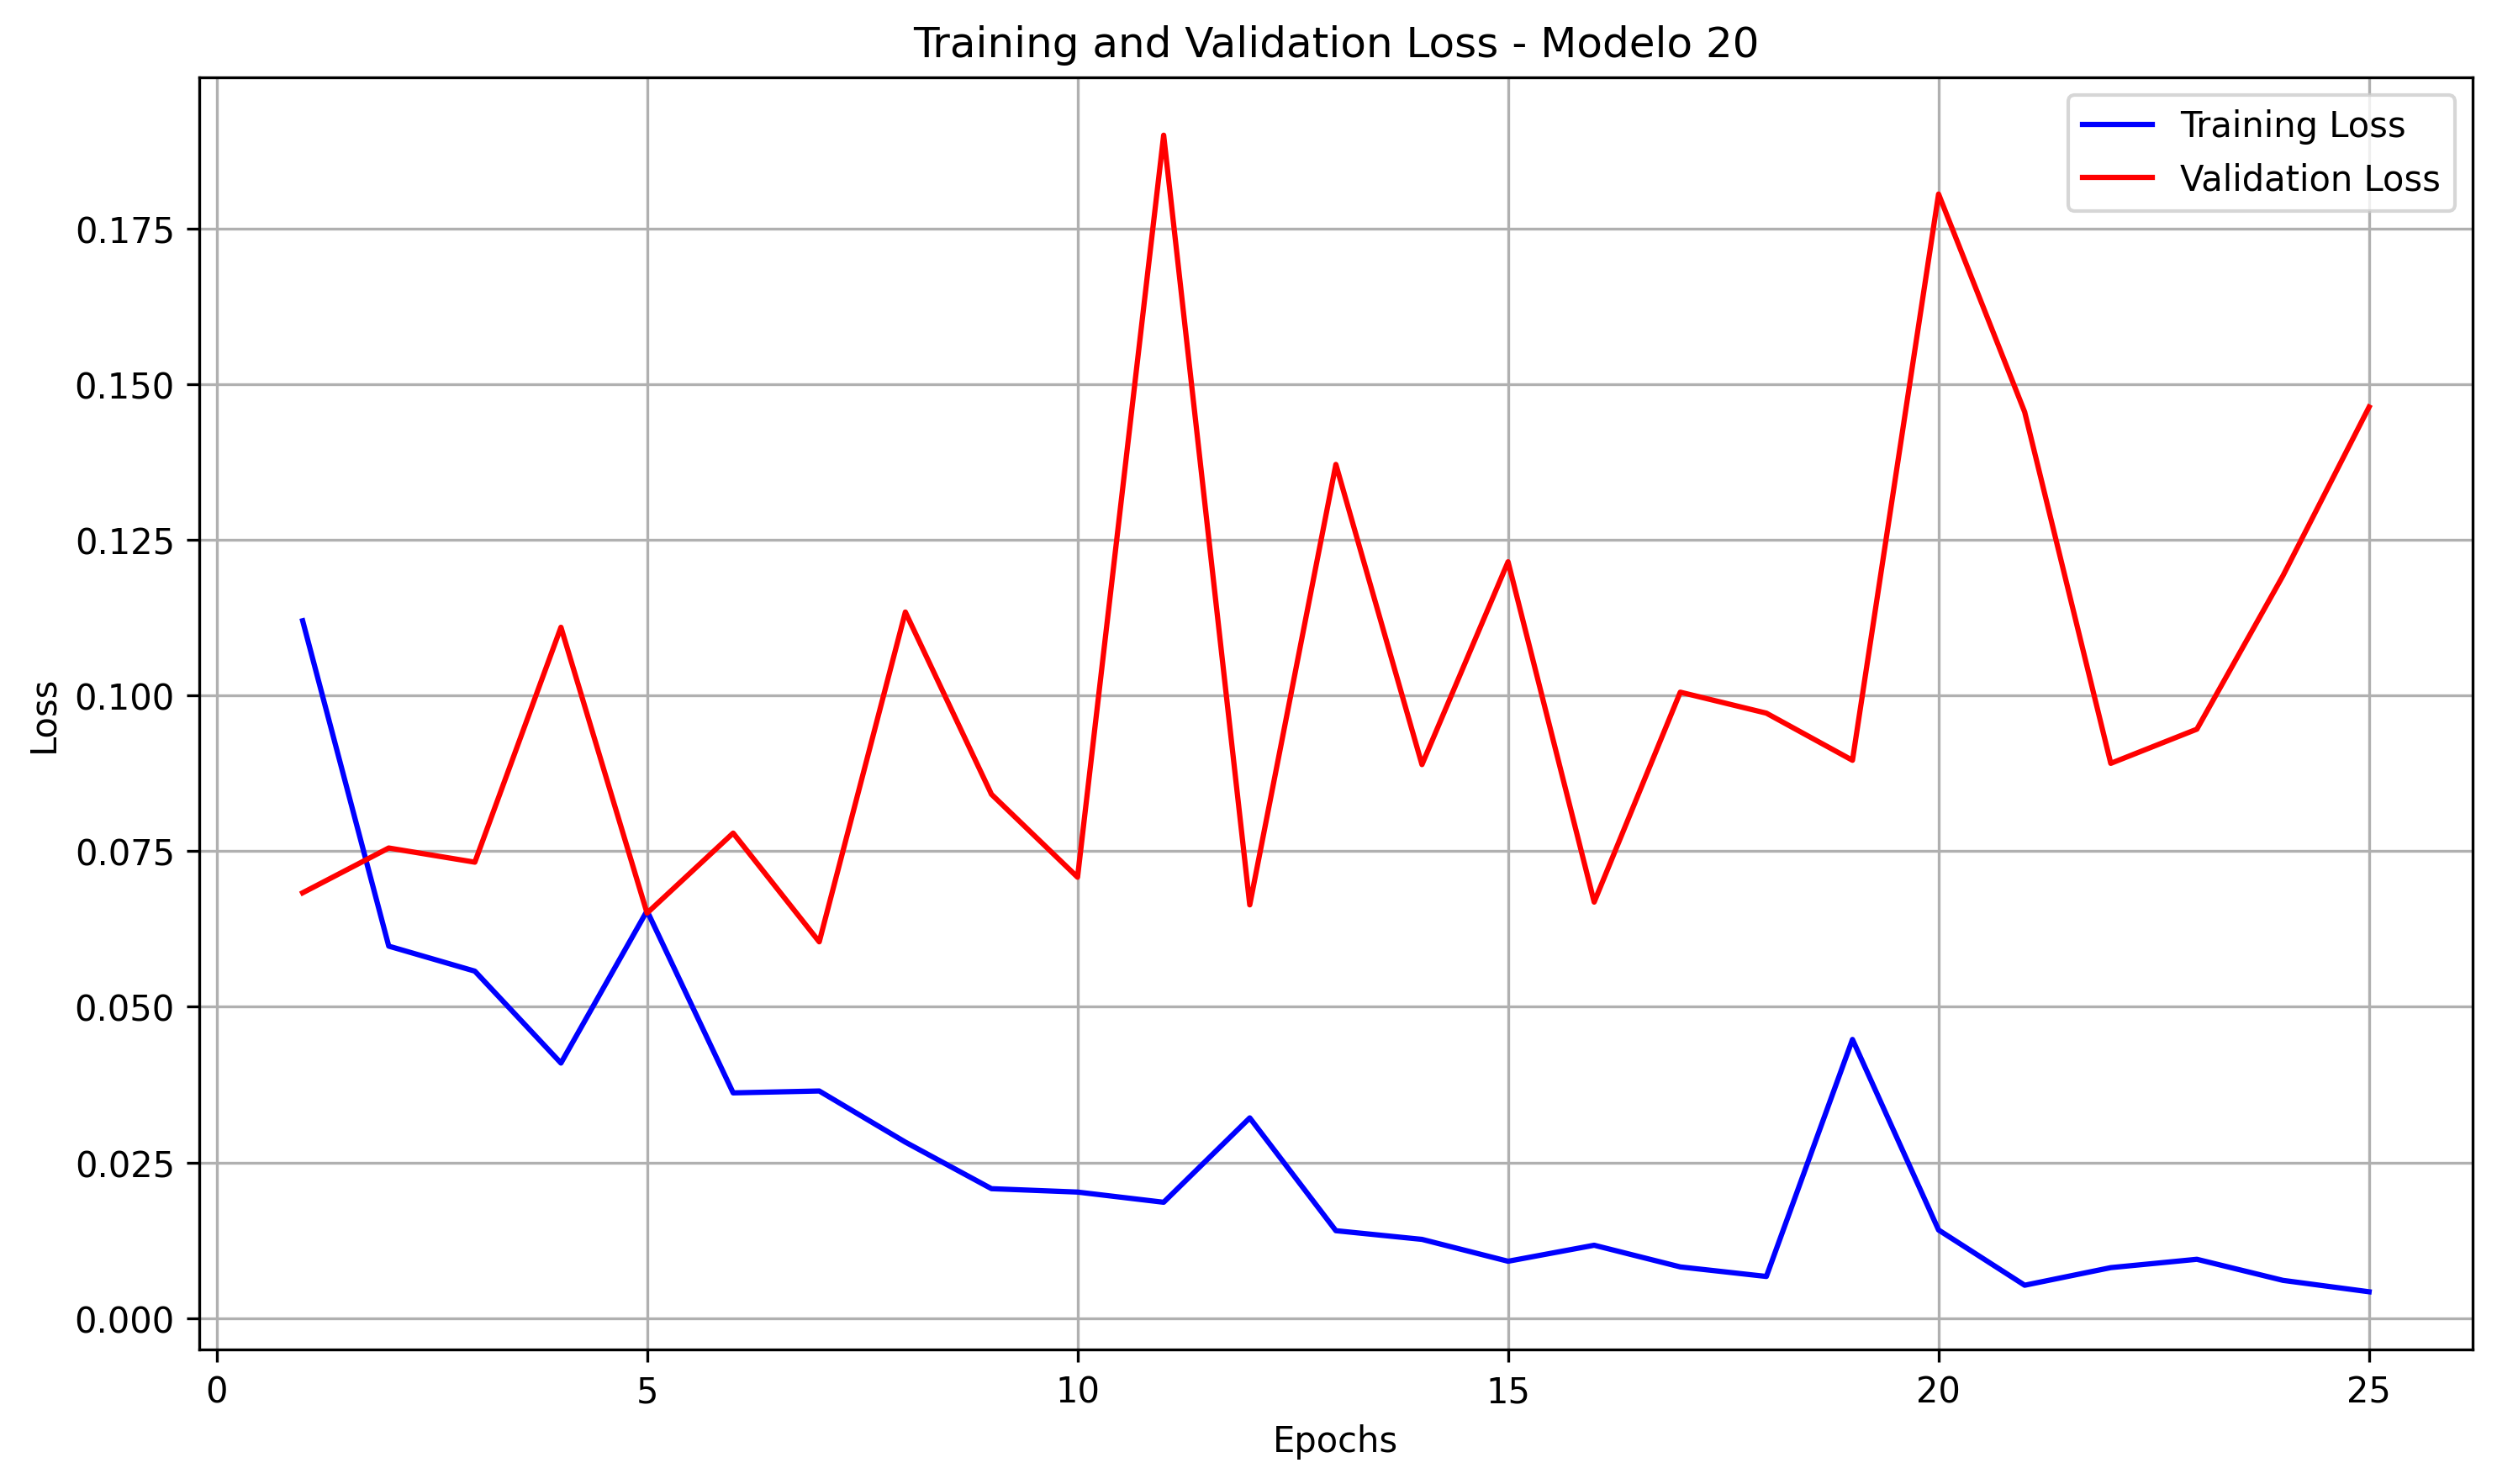 Training and Validation Loss - Modelo 20
Training Loss
Validation Loss
0.175
0.150
0.125
0.100
0.075
0.050
0.025
0.000
Loss
0 5 10 15 20 25
Epochs